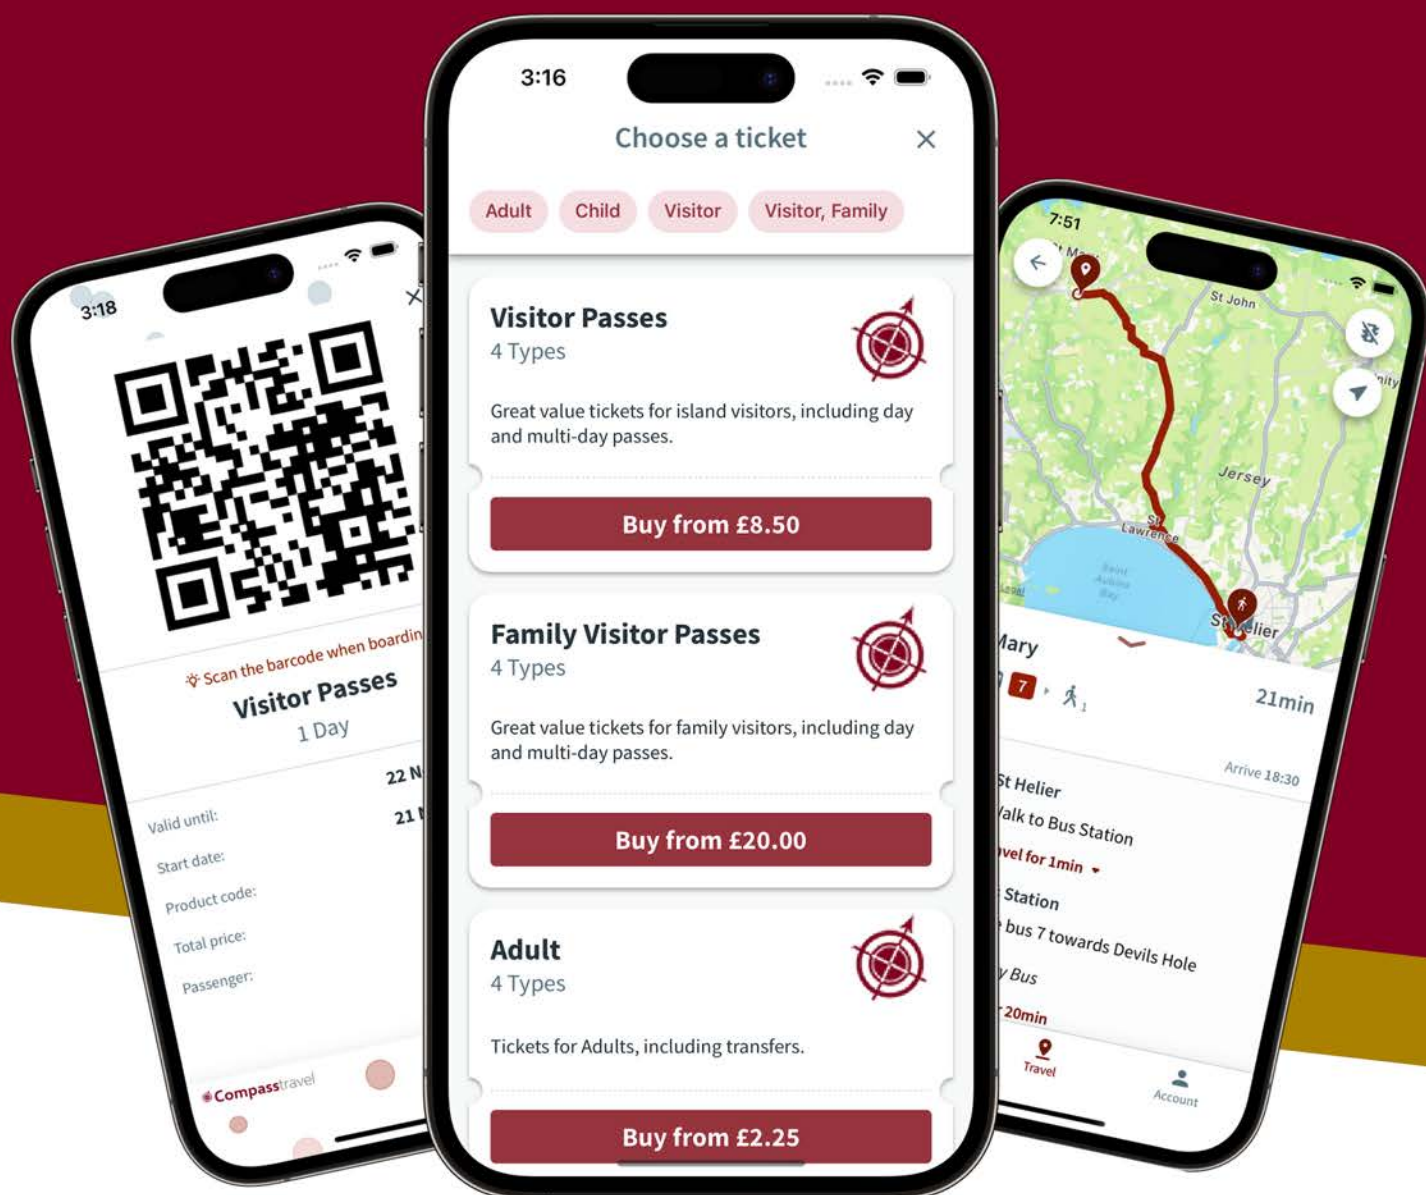 3:18
Scan the barcode when boardin
Visitor Passes
1 Day
22 N
Valid until:
21
Start date:
Product code:
Total price:
Passenger:
Compasstravel
3:16
Choose a ticket
Adult
Child
Visitor
Visitor, Family
Visitor Passes
4 Types
Great value tickets for island visitors, including day
and multi-day passes.
Buy from £8.50
Family Visitor Passes
4 Types
Great value tickets for family visitors, including day
and multi-day passes.
Buy from £20.00
Adult
4 Types
Tickets for Adults, including transfers.
Buy from £2.25
7:51
St M
St John
nity
Jersey
St
Lawrence
Saint
Aubins
Bay
St Helier
Mary
7
1
21min
Arrive 18:30
St Helier
alk to Bus Station
vel for 1min
Station
bus 7 towards Devils Hole
y Bus
20min
Travel
Account